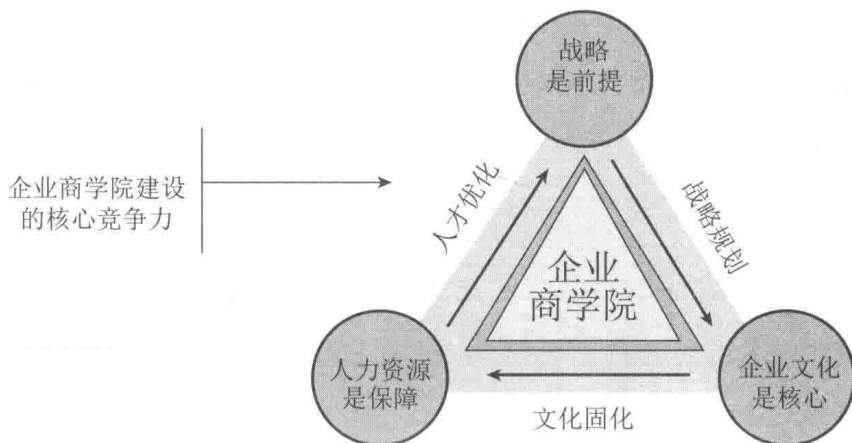 战略
是前提
企业商学院建设
的核心竞争力
人才优化
战略规划
企业
商学院
人力资源
是保障
企业文化
是核心
文化固化